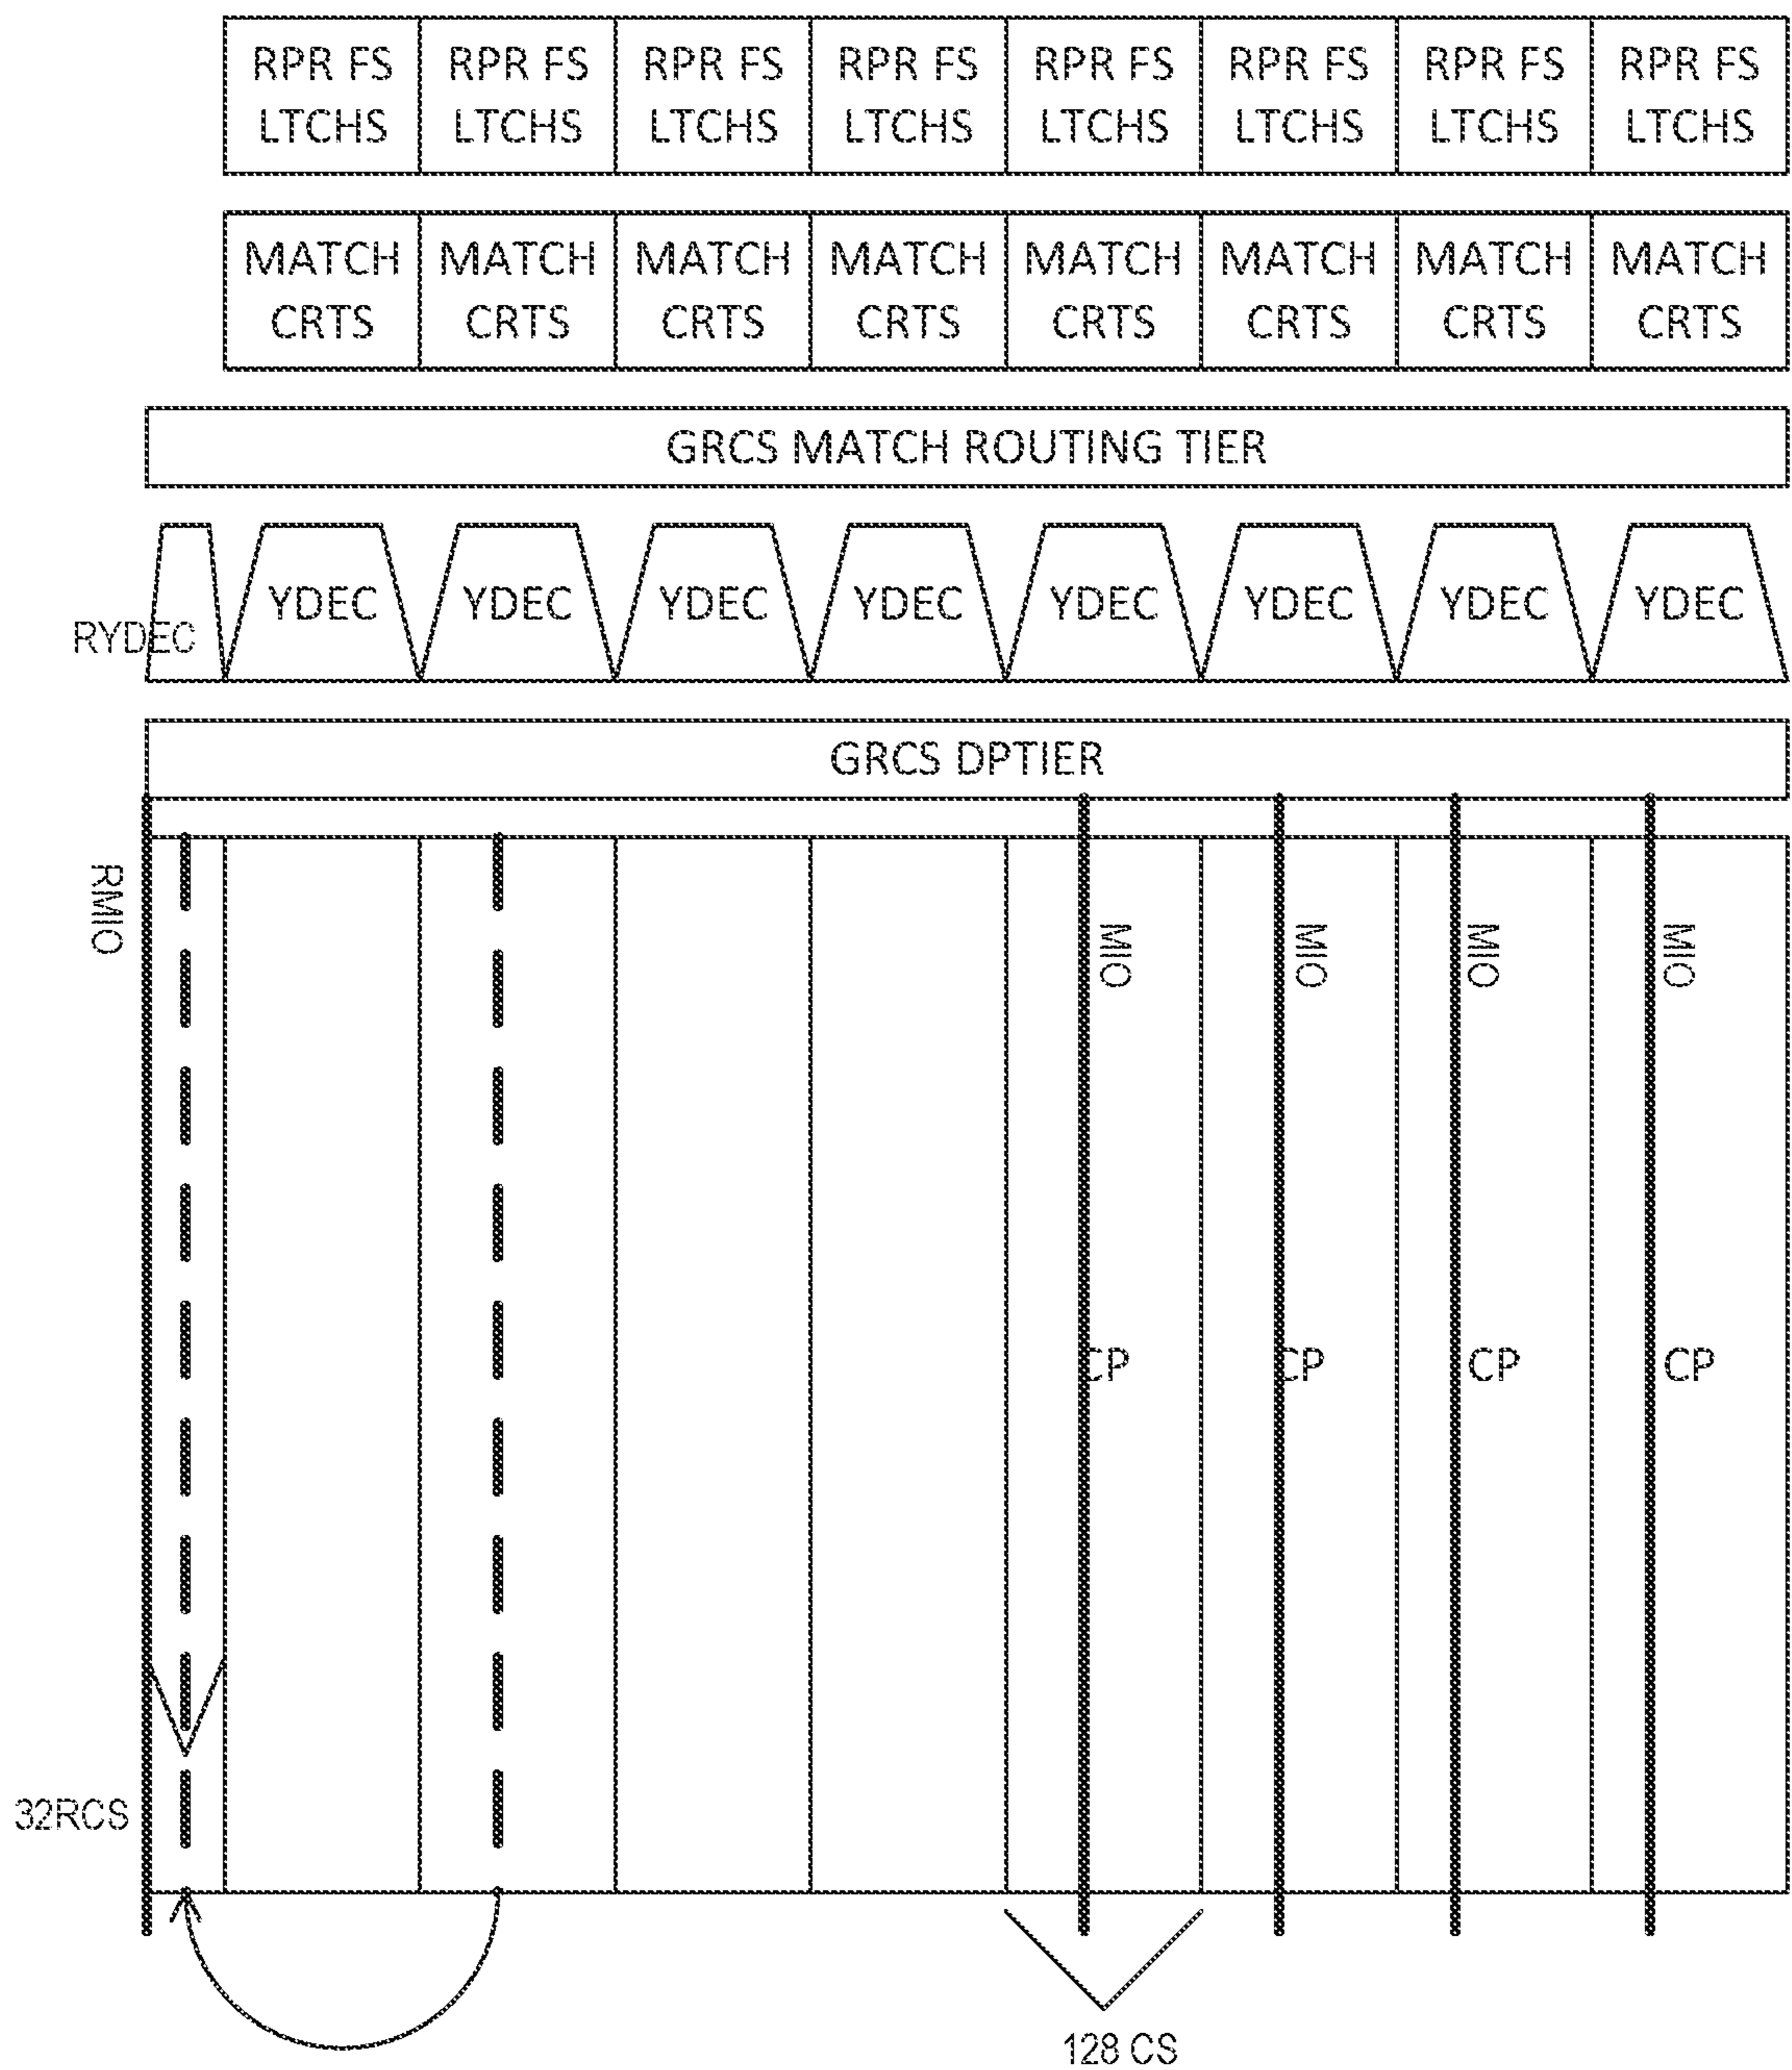 RPR FS RPR FS RPR FS RPR FS RPR FS RPR FS RPR FS RPR FS
LTCHS LTCHS LTCHS LTCHS LTCHS LTCHS LTCHS LTCHS
MATCH MATCH MATCH MATCH MATCH MATCH MATCH MATCH
CRTS CRTS CRTS CRTS CRTS CRTS CRTS CRTS
GRCS MATCH ROUTING TIER
YDEC YDEC YDEC YDEC YDEC YDEC YDEC YDEC
RYDEC
GRCS DPTIER
RMIO
MIO MIO MIO MIO
CP CP CP CP
32RCS
128 CS